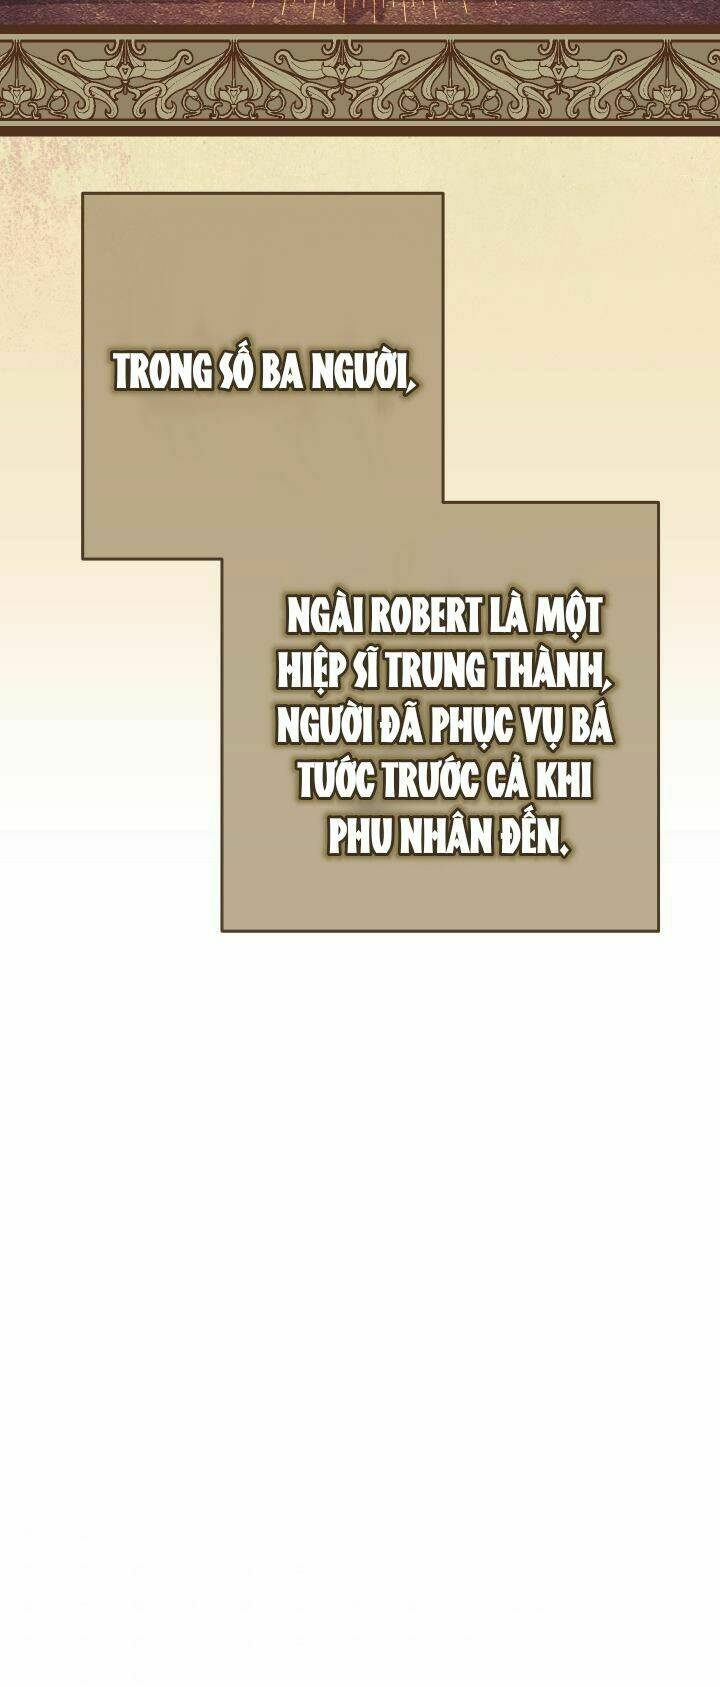 TRONG SỐ BA NGƯỜI,
NGÀI ROBERT LÀ MỘT
HIỆP SĨ TRUNG THÀNH,
NGƯỜI ĐÃ PHỤC VỤ BÁ
TƯỚC TRƯỚC CẢ KHI
PHU NHÂN ĐẾN.